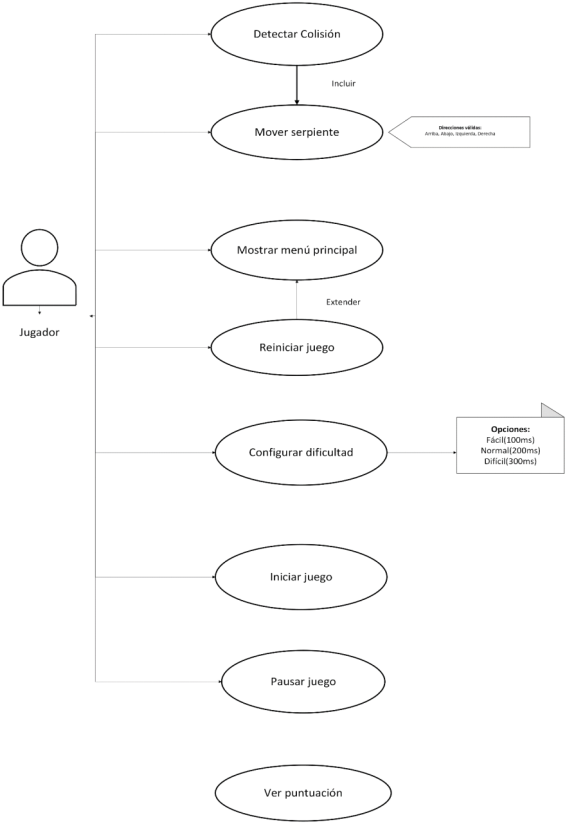 Detectar Colisión
Incluir
Mover serpiente
Direcciones válidas:
Arriba, Abajo, Izquierda, Derecha
Mostrar menú principal
Extender
Jugador
Reiniciar juego
Configurar dificultad
Opciones:
Fácil(100ms)
Normal(200ms)
Difícil(300ms)
Iniciar juego
Pausar juego
Ver puntuación